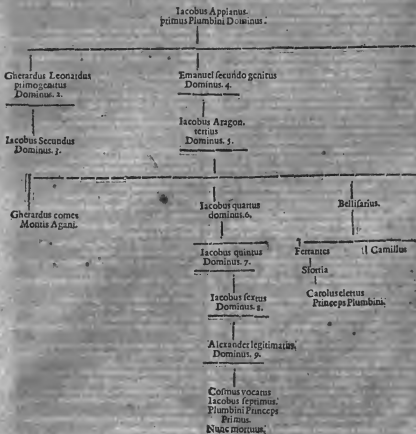 Iacobus Appianus
primus Plumbini Dominus.
Gherardus Leonardus
primogenitus
Dominus. 2.
Emanuel secundo genitus
Dominus. 4.
Iacobus Secundus
Dominus. 3.
Iacobus Aragon.
tertius
Dominus. 5.
Gherardus comes
Montis Agani.
Iacobus quartus
dominus. 6.
Bellisarius.
Iacobus quintus
Dominus. 7.
Ferrantes
Camillus
Sfortia
Iacobus sextus
Dominus. 8.
Carolus electus
Princeps Plumbini.
Alexander legitimatus.
Dominus. 9.
Cosmus vocatus
Iacobus septimus.
Plumbini Princeps
Primus.
Nunc mortuus.